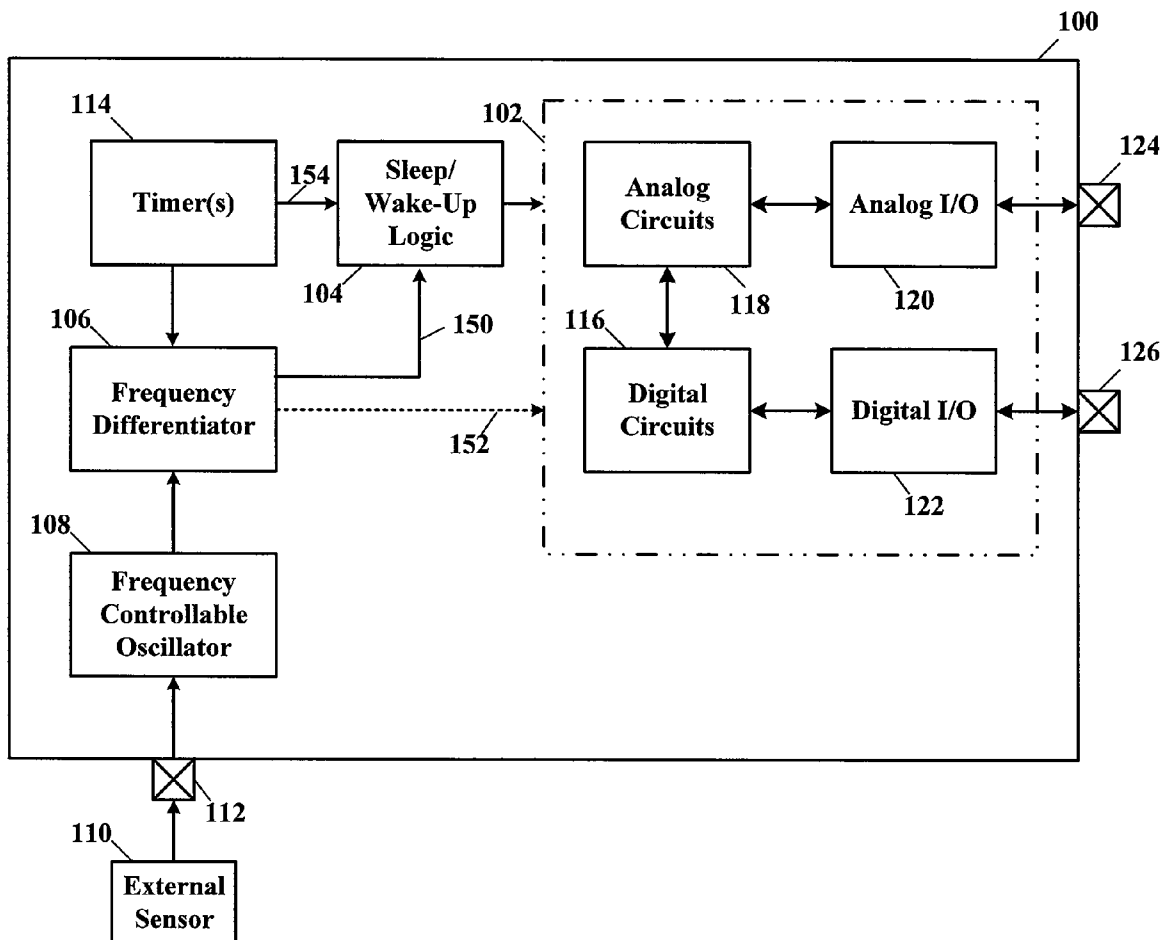 100
114
102
124
154
Timer(s)
Sleep/
Wake-Up
Logic
Analog
Circuits
Analog I/O
104
118
120
106
150
116
126
Frequency
Differentiator
Digital
Circuits
Digital I/O
152
122
108
Frequency
Controllable
Oscillator
112
110
External
Sensor